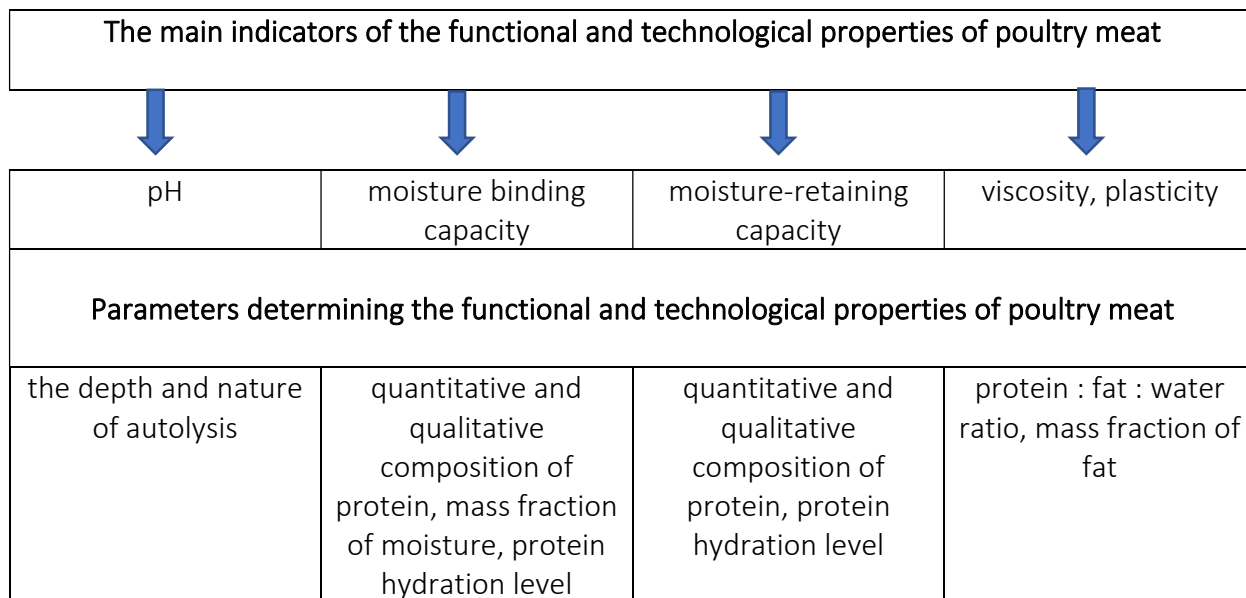 The main indicators of the functional and technological properties of poultry meat
pH
moisture binding
capacity
moisture-retaining
capacity
viscosity, plasticity
Parameters determining the functional and technological properties of poultry meat
the depth and nature
of autolysis
quantitative and
qualitative
composition of
protein, mass fraction
of moisture, protein
hydration level
quantitative and
qualitative
composition of
protein, protein
hydration level
protein : fat : water
ratio, mass fraction of
fat